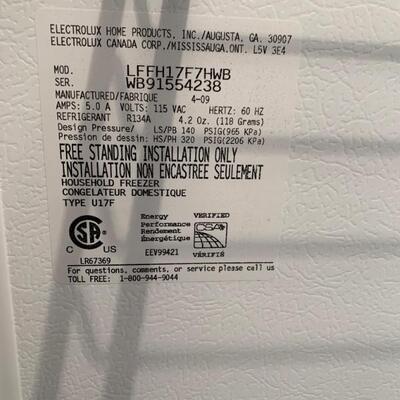 ELECTROLUX HOME PRODUCTS, INC./AUGUSTA, GA. 30907
ELECTROLUX CANADA CORP./MISSISSAUGA,ONT. L5V 3E4
MOD. LFFH17F7HWB
SER. WB91554238
MANUFACTURED/FABRIQUE 4-09
AMPS: 5.0 A VOLTS: 115 VAC HERTZ: 60 HZ
REFRIGERANT R134A 4.2 Oz. (118 Grams)
Design Pressure/ LS/PB 140 PSIG(965 KPa)
Pression de dessin: HS/PH 320 PSIG(2206 KPa)
FREE STANDING INSTALLATION ONLY
INSTALLATION NON ENCASTREE SEULEMENT
HOUSEHOLD FREEZER
CONGELATEUR DOMESTIQUE
TYPE U17F
Energy VERIFIED
Performance
Rendement CSA
Énergétique
C SA US EEV99421 VÉRIFIÉ
LR67369
For questions, comments, or service please call us
TOLL FREE: 1-800-944-9044